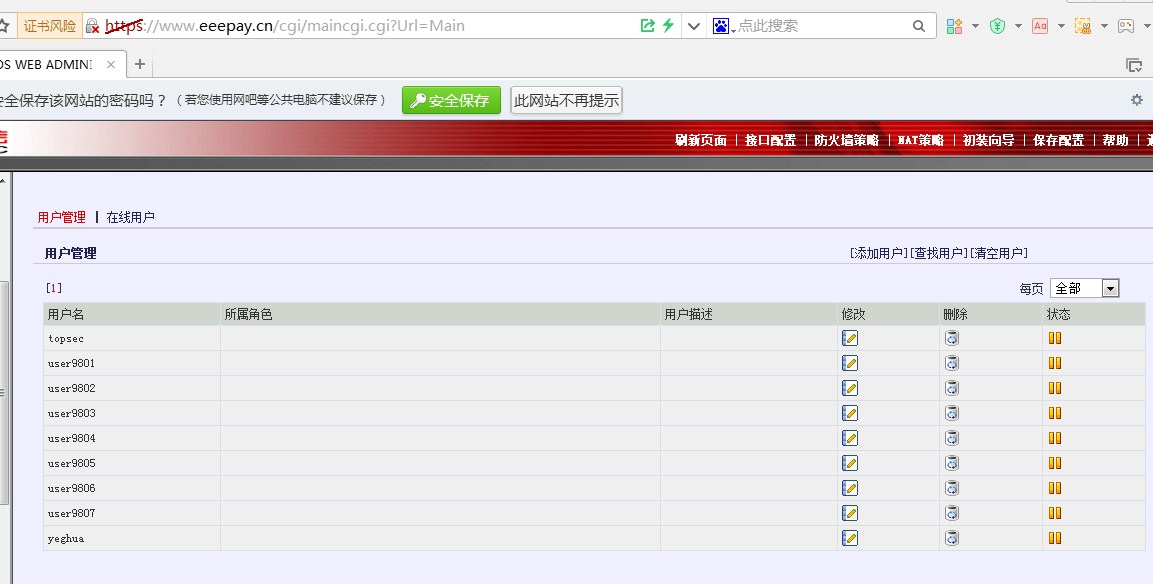 证书风险 https://www.eeepay.cn/cgi/maincgi.cgi?Url=Main 点此搜索
OS WEB ADMINI
安全保存该网站的密码吗？（若您使用网吧等公共电脑不建议保存） 安全保存 此网站不再提示
刷新页面 | 接口配置 | 防火墙策略 | NAT策略 | 初装向导 | 保存配置 | 帮助 |
用户管理 | 在线用户
用户管理 [添加用户][查找用户][清空用户]
[1] 每页 全部
用户名 所属角色 用户描述 修改 删除 状态
topsec
user9801
user9802
user9803
user9804
user9805
user9806
user9807
yeghua